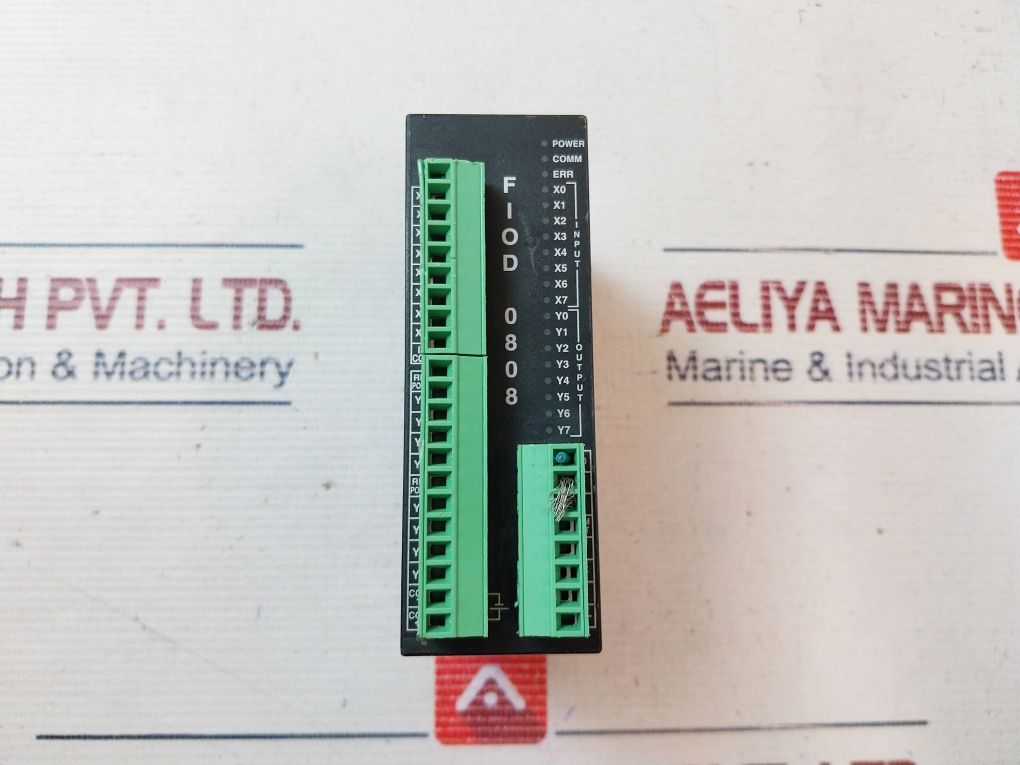 POWER
COMM
ERR
X0
X1
X2
X3
X4
X5
X6
X7
INPUT
Y0
Y1
Y2
Y3
Y4
Y5
Y6
Y7
OUTPUT
FIOD 0808
H PVT. LTD.
on & Machinery
AELIYA MARIN
Marine & Industrial A